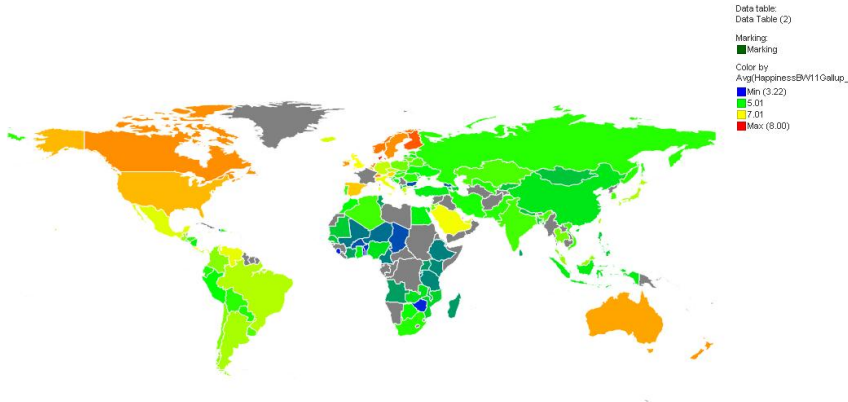 Data table:
Data Table (2)
Marking:
Marking
Color by
Avg(HappinessBW11Gallup_
Min (3.22)
5.01
7.01
Max (8.00)